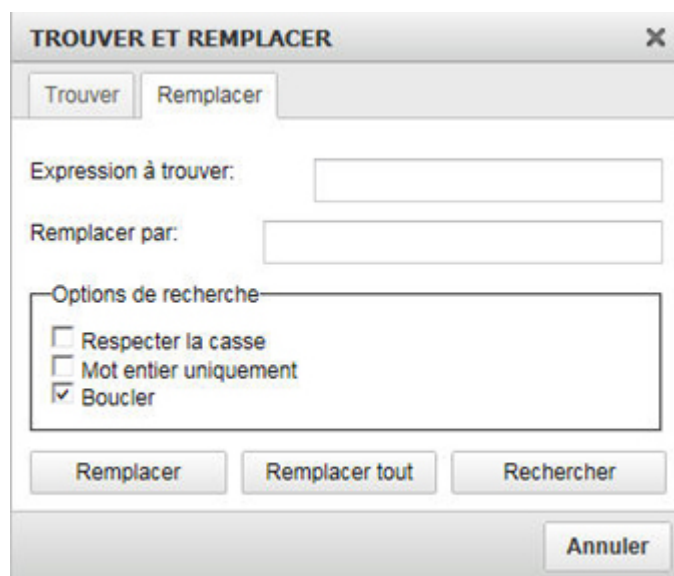 TROUVER ET REMPLACER
Trouver Remplacer
Expression à trouver:
Remplacer par:
Options de recherche
Respecter la casse
Mot entier uniquement
Boucler
Remplacer Remplacer tout Rechercher
Annuler